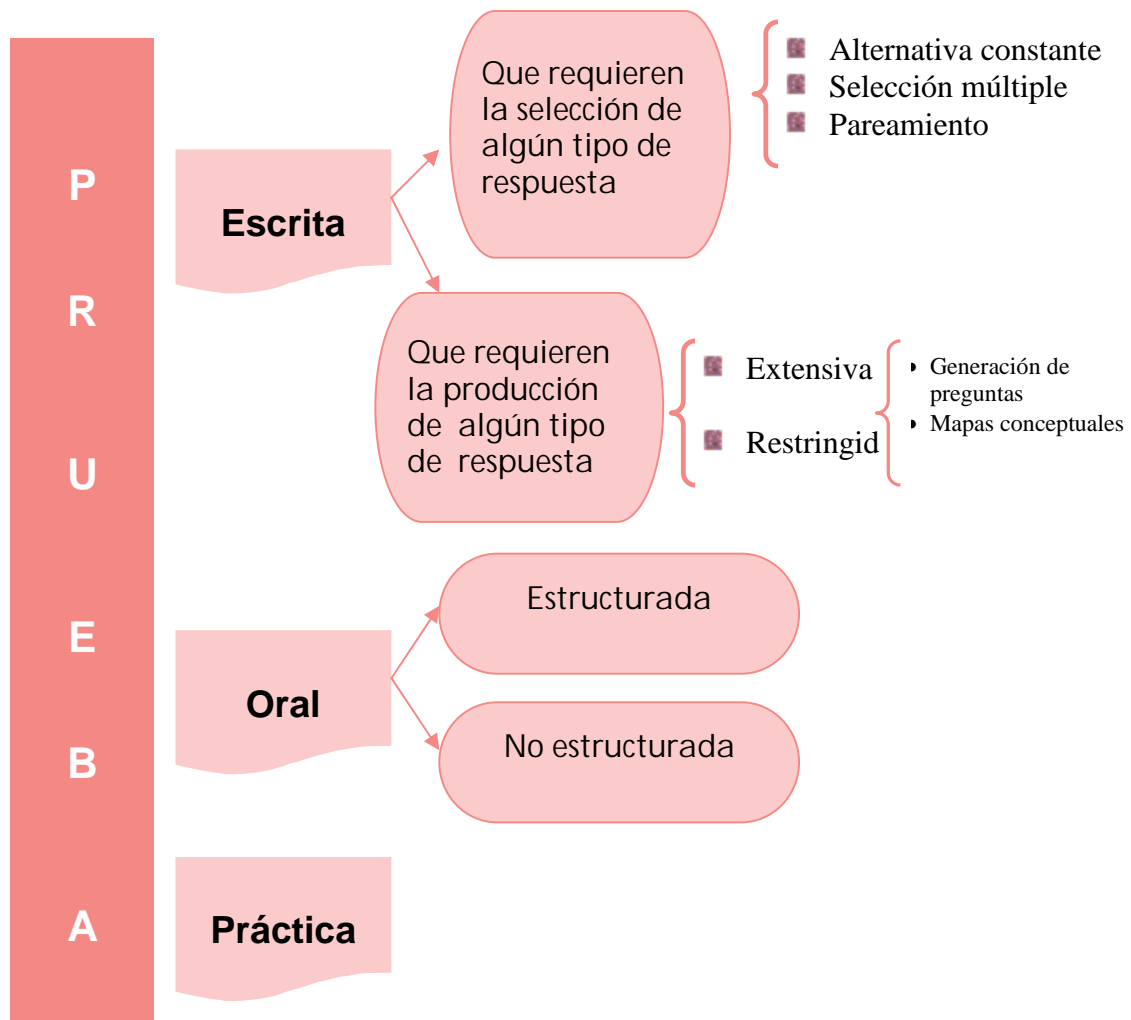 P
R
U
E
B
A
Escrita
Que requieren
la selección de
algún tipo de
respuesta
Alternativa constante
Selección múltiple
Pareamiento
Que requieren
la producción
de algún tipo
de respuesta
Extensiva
Restringid
Generación de
preguntas
Mapas conceptuales
Oral
Estructurada
No estructurada
Práctica